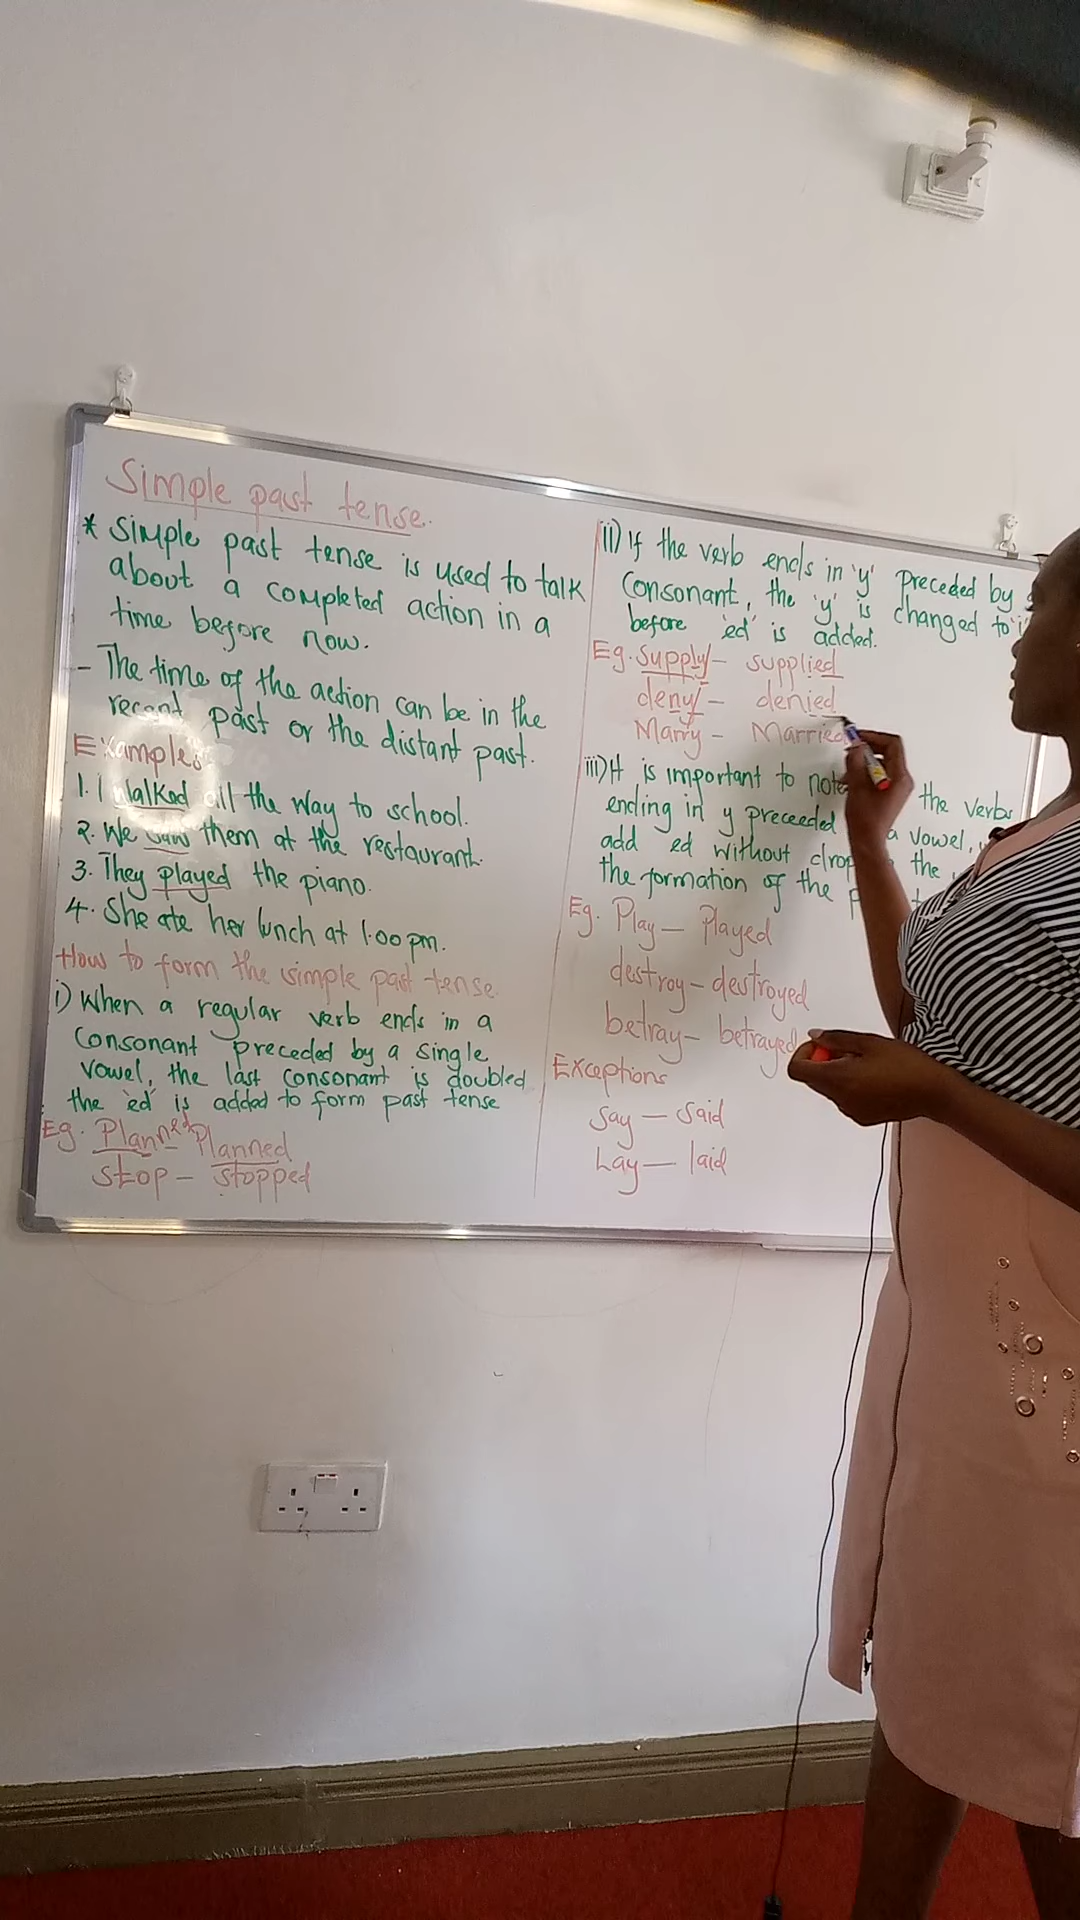 Simple past tense.
* Simple past tense is used to talk
about a completed action in a
time before now.
- The time of the action can be in the
recent past or the distant past.
Examples
1. I walked all the way to school.
2. We saw them at the restaurant.
3. They played the piano.
4. She ate her lunch at 1.00pm.
How to form the simple past tense
i) When a regular verb ends in a
consonant preceded by a single
vowel, the last consonant is doubled
the 'ed' is added to form past tense
Eg. Plan - Planned
stop - stopped
ii) If the verb ends in 'y' preceded by
consonant, the 'y' is changed to 'i'
before 'ed' is added.
Eg. supply - supplied
deny - denied
Marry - Married
iii) It is important to note the verbs
ending in y preceeded a vowel,
add ed without the
the formation of the
Eg. Play - Played
destroy - destroyed
betray - betrayed
Exceptions
Say - said
Lay - laid